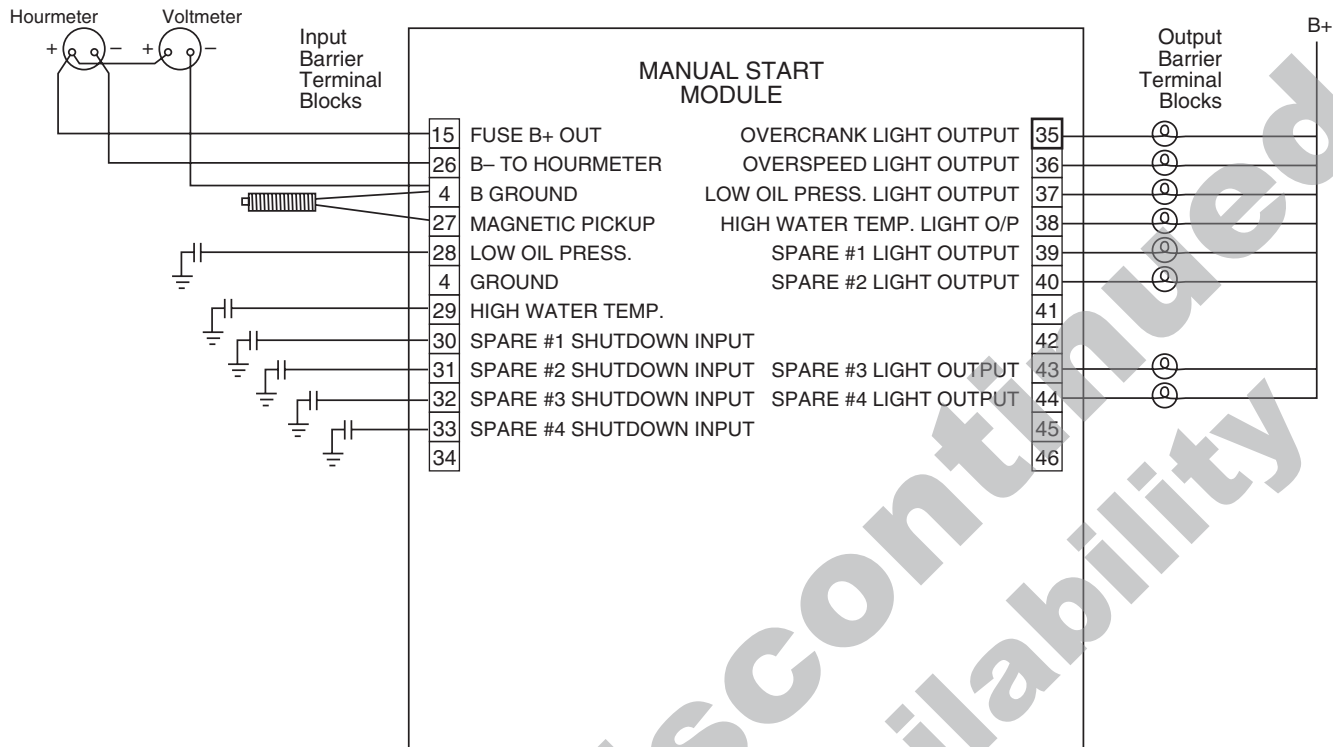 Hourmeter
Voltmeter
+ –
+ –
Input
Barrier
Terminal
Blocks
MANUAL START
MODULE
Output
Barrier
Terminal
Blocks
B+
15 FUSE B+ OUT
26 B– TO HOURMETER
4 B GROUND
27 MAGNETIC PICKUP
28 LOW OIL PRESS.
4 GROUND
29 HIGH WATER TEMP.
30 SPARE #1 SHUTDOWN INPUT
31 SPARE #2 SHUTDOWN INPUT
32 SPARE #3 SHUTDOWN INPUT
33 SPARE #4 SHUTDOWN INPUT
34
OVERCRANK LIGHT OUTPUT 35
OVERSPEED LIGHT OUTPUT 36
LOW OIL PRESS. LIGHT OUTPUT 37
HIGH WATER TEMP. LIGHT O/P 38
SPARE #1 LIGHT OUTPUT 39
SPARE #2 LIGHT OUTPUT 40
41
42
SPARE #3 LIGHT OUTPUT 43
SPARE #4 LIGHT OUTPUT 44
45
46